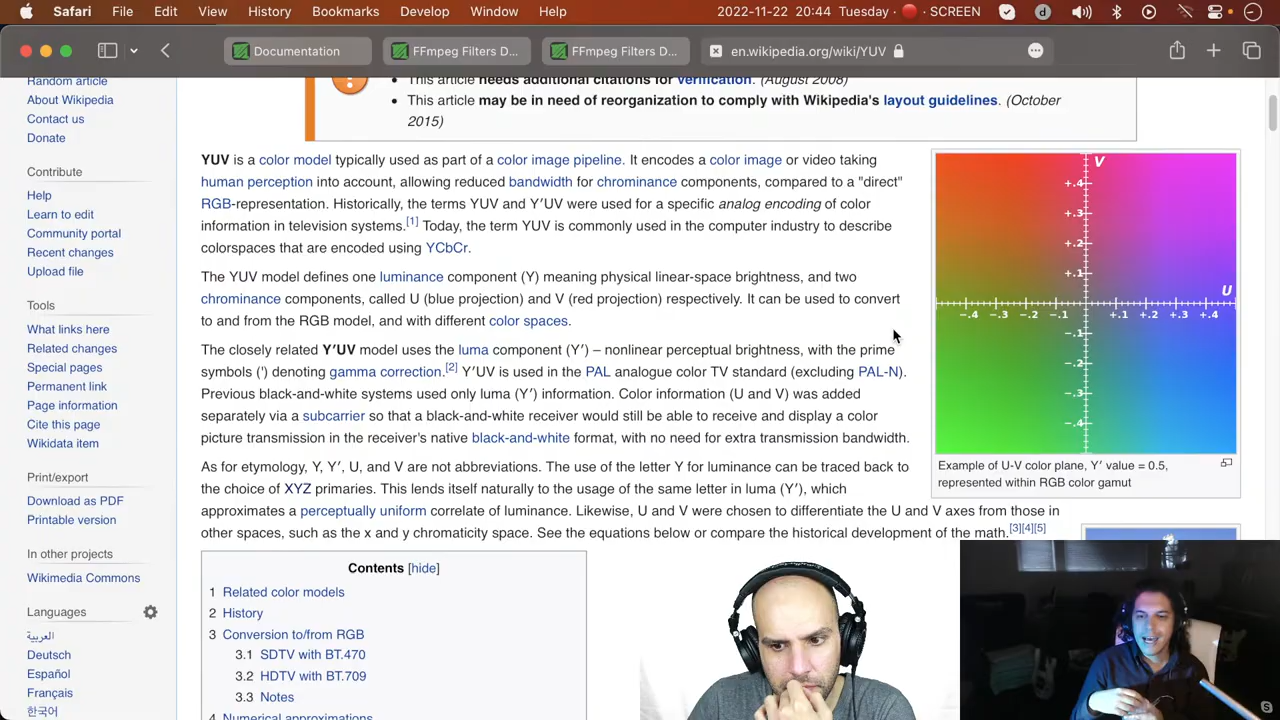 Safari File Edit View History Bookmarks Develop Window Help 2022-11-22 20:44 Tuesday SCREEN d
Documentation FFmpeg Filters D... FFmpeg Filters D... en.wikipedia.org/wiki/YUV
Random article
About Wikipedia
Contact us
Donate
Contribute
Help
Learn to edit
Community portal
Recent changes
Upload file
Tools
What links here
Related changes
Special pages
Permanent link
Page information
Cite this page
Wikidata item
Print/export
Download as PDF
Printable version
In other projects
Wikimedia Commons
Languages
العربية
Deutsch
Español
Français
한국어
• This article needs additional citations for verification. (August 2008)
• This article may be in need of reorganization to comply with Wikipedia's layout guidelines. (October
2015)
YUV is a color model typically used as part of a color image pipeline. It encodes a color image or video taking
human perception into account, allowing reduced bandwidth for chrominance components, compared to a "direct"
RGB-representation. Historically, the terms YUV and Y′UV were used for a specific analog encoding of color
information in television systems.[1] Today, the term YUV is commonly used in the computer industry to describe
colorspaces that are encoded using YCbCr.
The YUV model defines one luminance component (Y) meaning physical linear-space brightness, and two
chrominance components, called U (blue projection) and V (red projection) respectively. It can be used to convert
to and from the RGB model, and with different color spaces.
The closely related Y′UV model uses the luma component (Y′) – nonlinear perceptual brightness, with the prime
symbols (') denoting gamma correction.[2] Y′UV is used in the PAL analogue color TV standard (excluding PAL-N).
Previous black-and-white systems used only luma (Y′) information. Color information (U and V) was added
separately via a subcarrier so that a black-and-white receiver would still be able to receive and display a color
picture transmission in the receiver's native black-and-white format, with no need for extra transmission bandwidth.
As for etymology, Y, Y′, U, and V are not abbreviations. The use of the letter Y for luminance can be traced back to
the choice of XYZ primaries. This lends itself naturally to the usage of the same letter in luma (Y′), which
approximates a perceptually uniform correlate of luminance. Likewise, U and V were chosen to differentiate the U and V axes from those in
other spaces, such as the x and y chromaticity space. See the equations below or compare the historical development of the math.[3][4][5]
V
+.4
+.3
+.2
+.1
U
-.4 -.3 -.2 -.1 +.1 +.2 +.3 +.4
-.1
-.2
-.3
-.4
Example of U-V color plane, Y′ value = 0.5,
represented within RGB color gamut
Contents [hide]
1 Related color models
2 History
3 Conversion to/from RGB
3.1 SDTV with BT.470
3.2 HDTV with BT.709
3.3 Notes
4 Numerical approximations